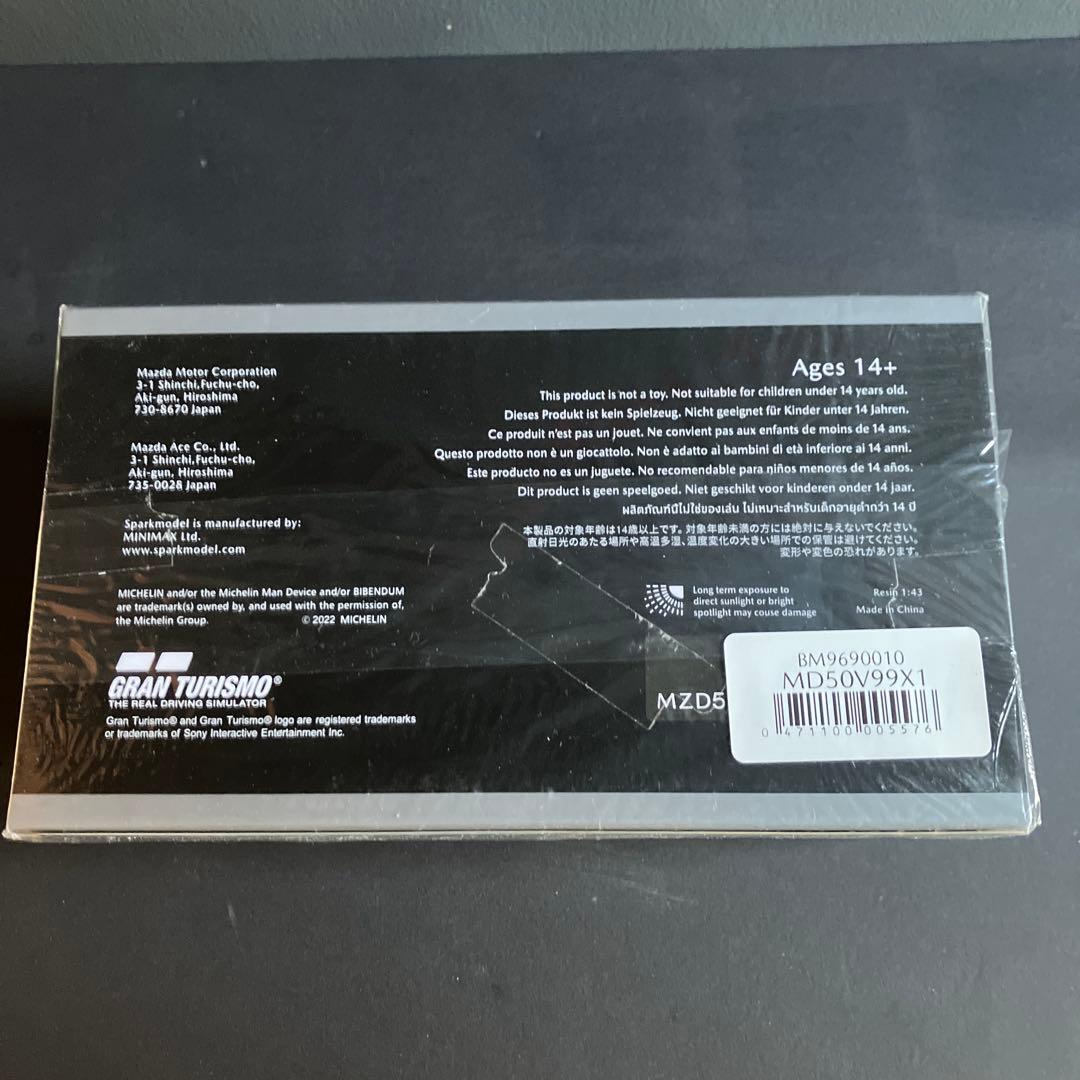 Mazda Motor Corporation
3-1 Shinchi,Fuchu-cho,
Aki-gun, Hiroshima
730-8670 Japan
Mazda Ace Co., Ltd.
3-1 Shinchi,Fuchu-cho,
Aki-gun, Hiroshima
735-0028 Japan
Sparkmodel is manufactured by:
MINIMAX Ltd.
www.sparkmodel.com
MICHELIN and/or the Michelin Man Device and/or BIBENDUM
are trademark(s) owned by, and used with the permission of,
the Michelin Group. © 2022 MICHELIN
GRAN TURISMO®
THE REAL DRIVING SIMULATOR
Gran Turismo® and Gran Turismo® logo are registered trademarks
or trademarks of Sony Interactive Entertainment Inc.
Ages 14+
This product is not a toy. Not suitable for children under 14 years old.
Dieses Produkt ist kein Spielzeug. Nicht geeignet für Kinder unter 14 Jahren.
Ce produit n'est pas un jouet. Ne convient pas aux enfants de moins de 14 ans.
Questo prodotto non è un giocattolo. Non è adatto ai bambini di età inferiore ai 14 anni.
Este producto no es un juguete. No recomendable para niños menores de 14 años.
Dit product is geen speelgoed. Niet geschikt voor kinderen onder 14 jaar.
ผลิตภัณฑ์นี้ไม่ใช่ของเล่น ไม่เหมาะสำหรับเด็กอายุต่ำกว่า 14 ปี
本製品の対象年齢は14歳以上です。対象年齢未満の方には絶対に与えないでください。
直射日光のあたる場所や高温多湿、温度変化の大きい場所での保管は避けてください。
変形や変色の恐れがあります。
Long term exposure to
direct sunlight or bright
spotlight may couse damage
Resin 1:43
Made in China
MZD5
BM9690010
MD50V99X1
0 471100 005576